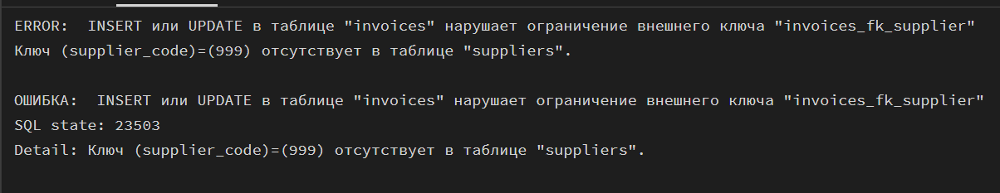 ERROR:  INSERT или UPDATE в таблице "invoices" нарушает ограничение внешнего ключа "invoices_fk_supplier"
Ключ (supplier_code)=(999) отсутствует в таблице "suppliers".
ОШИБКА:  INSERT или UPDATE в таблице "invoices" нарушает ограничение внешнего ключа "invoices_fk_supplier"
SQL state: 23503
Detail: Ключ (supplier_code)=(999) отсутствует в таблице "suppliers".